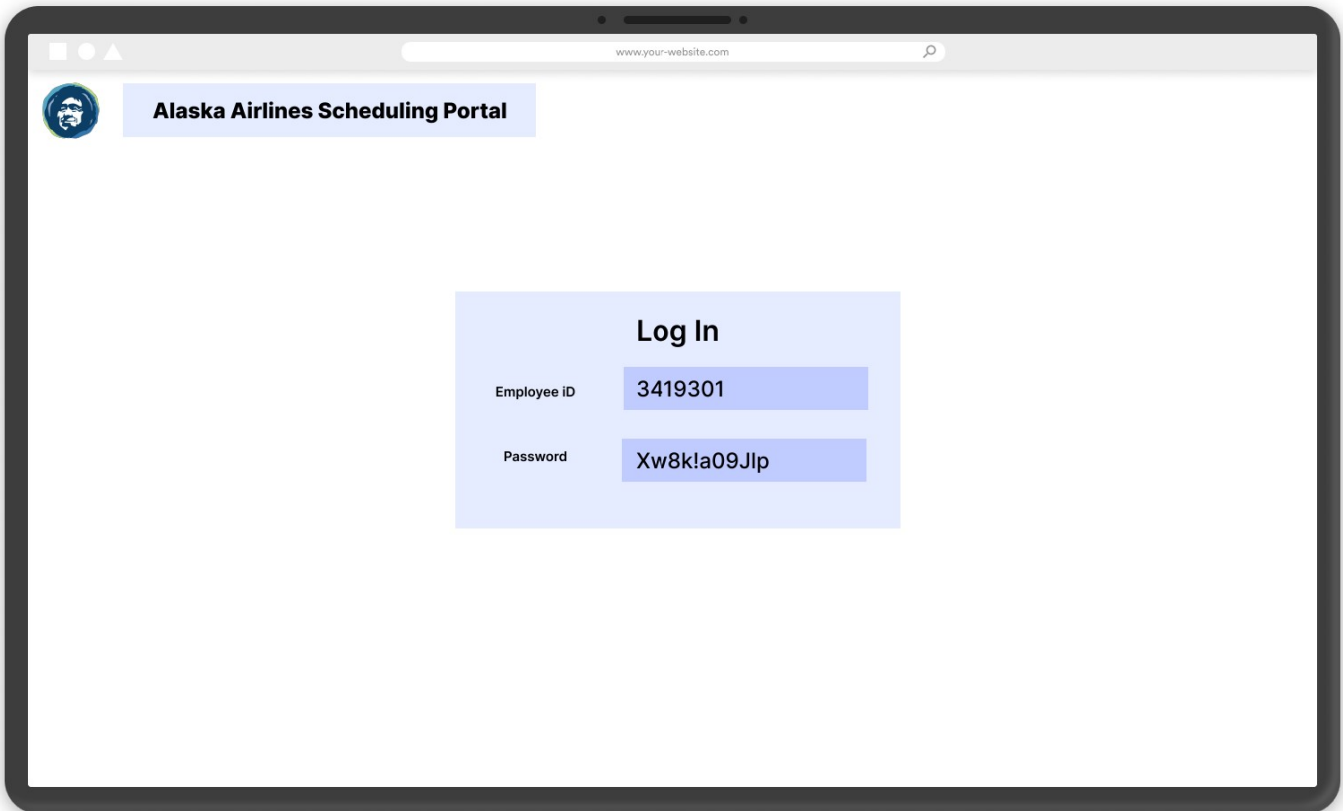 www.your-website.com
Alaska Airlines Scheduling Portal
Log In
Employee iD
3419301
Password
Xw8k!a09Jlp